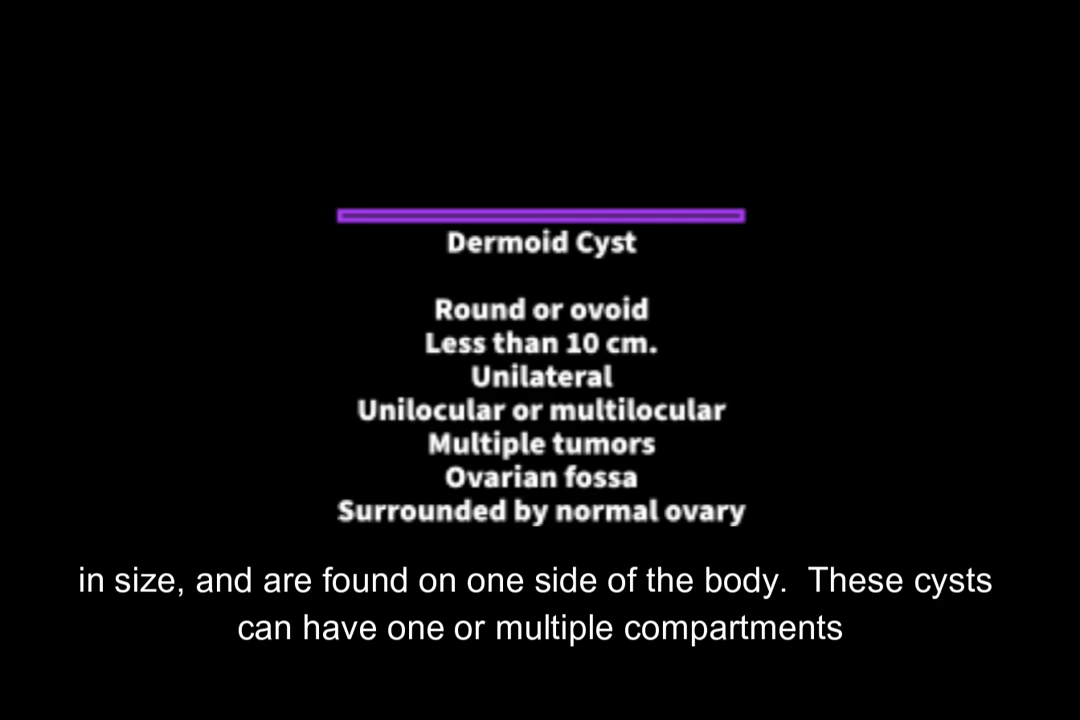 Dermoid Cyst
Round or ovoid
Less than 10 cm.
Unilateral
Unilocular or multilocular
Multiple tumors
Ovarian fossa
Surrounded by normal ovary
in size, and are found on one side of the body.  These cysts
can have one or multiple compartments